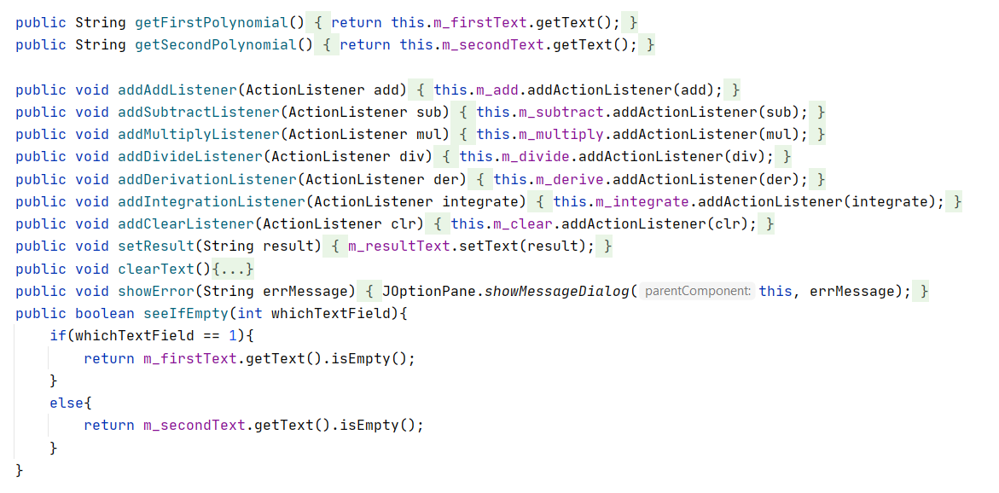 public String getFirstPolynomial() { return this.m_firstText.getText(); }
public String getSecondPolynomial() { return this.m_secondText.getText(); }
public void addAddListener(ActionListener add) { this.m_add.addActionListener(add); }
public void addSubtractListener(ActionListener sub) { this.m_subtract.addActionListener(sub); }
public void addMultiplyListener(ActionListener mul) { this.m_multiply.addActionListener(mul); }
public void addDivideListener(ActionListener div) { this.m_divide.addActionListener(div); }
public void addDerivationListener(ActionListener der) { this.m_derive.addActionListener(der); }
public void addIntegrationListener(ActionListener integrate) { this.m_integrate.addActionListener(integrate); }
public void addClearListener(ActionListener clr) { this.m_clear.addActionListener(clr); }
public void setResult(String result) { m_resultText.setText(result); }
public void clearText(){...}
public void showError(String errMessage) { JOptionPane.showMessageDialog( parentComponent: this, errMessage); }
public boolean seeIfEmpty(int whichTextField){
    if(whichTextField == 1){
        return m_firstText.getText().isEmpty();
    }
    else{
        return m_secondText.getText().isEmpty();
    }
}